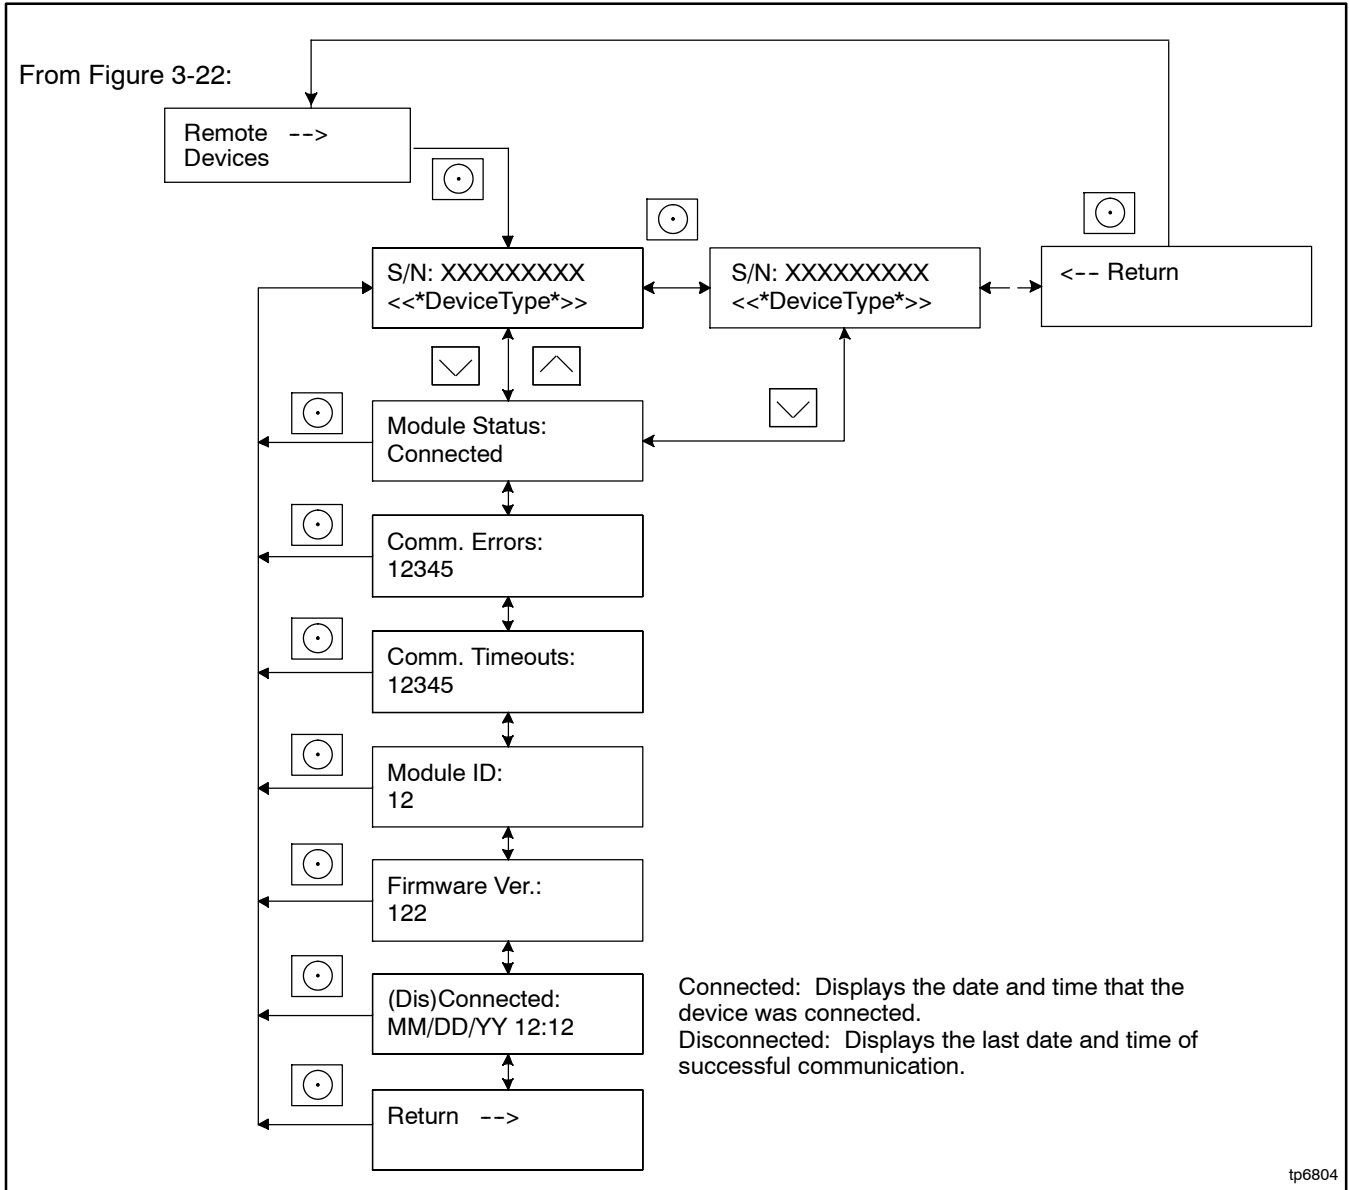 From Figure 3-22:
Remote -->
Devices
S/N: XXXXXXXXX
<<*DeviceType*>>
S/N: XXXXXXXXX
<<*DeviceType*>>
<-- Return
Module Status:
Connected
Comm. Errors:
12345
Comm. Timeouts:
12345
Module ID:
12
Firmware Ver.:
122
(Dis)Connected:
MM/DD/YY 12:12
Connected: Displays the date and time that the
device was connected.
Disconnected: Displays the last date and time of
successful communication.
Return -->
tp6804